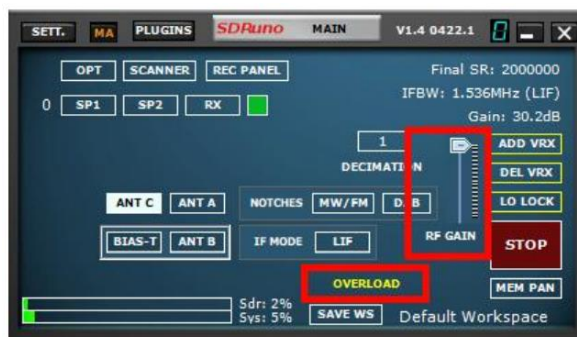 SETT. MA PLUGINS SDRuno MAIN V1.4 0422.1
OPT SCANNER REC PANEL Final SR: 2000000
IFBW: 1.536MHz (LIF)
0 SP1 SP2 RX Gain: 30.2dB
1 ADD VRX
DECIMATION DEL VRX
ANT C ANT A NOTCHES MW/FM LO LOCK
BIAS-T ANT B IF MODE LIF RF GAIN STOP
OVERLOAD MEM PAN
Sdr: 2%
Sys: 5% SAVE WS Default Workspace